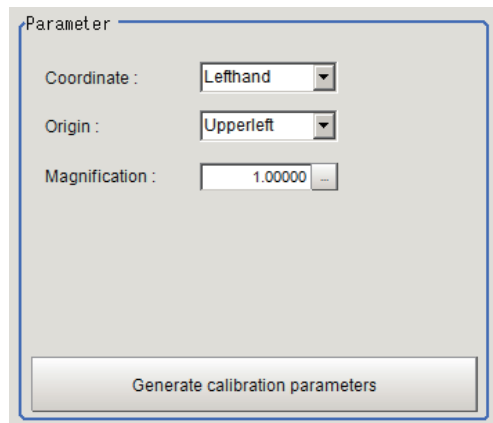 Parameter
Coordinate : Lefthand
Origin : Upperleft
Magnification : 1.00000 ...
Generate calibration parameters